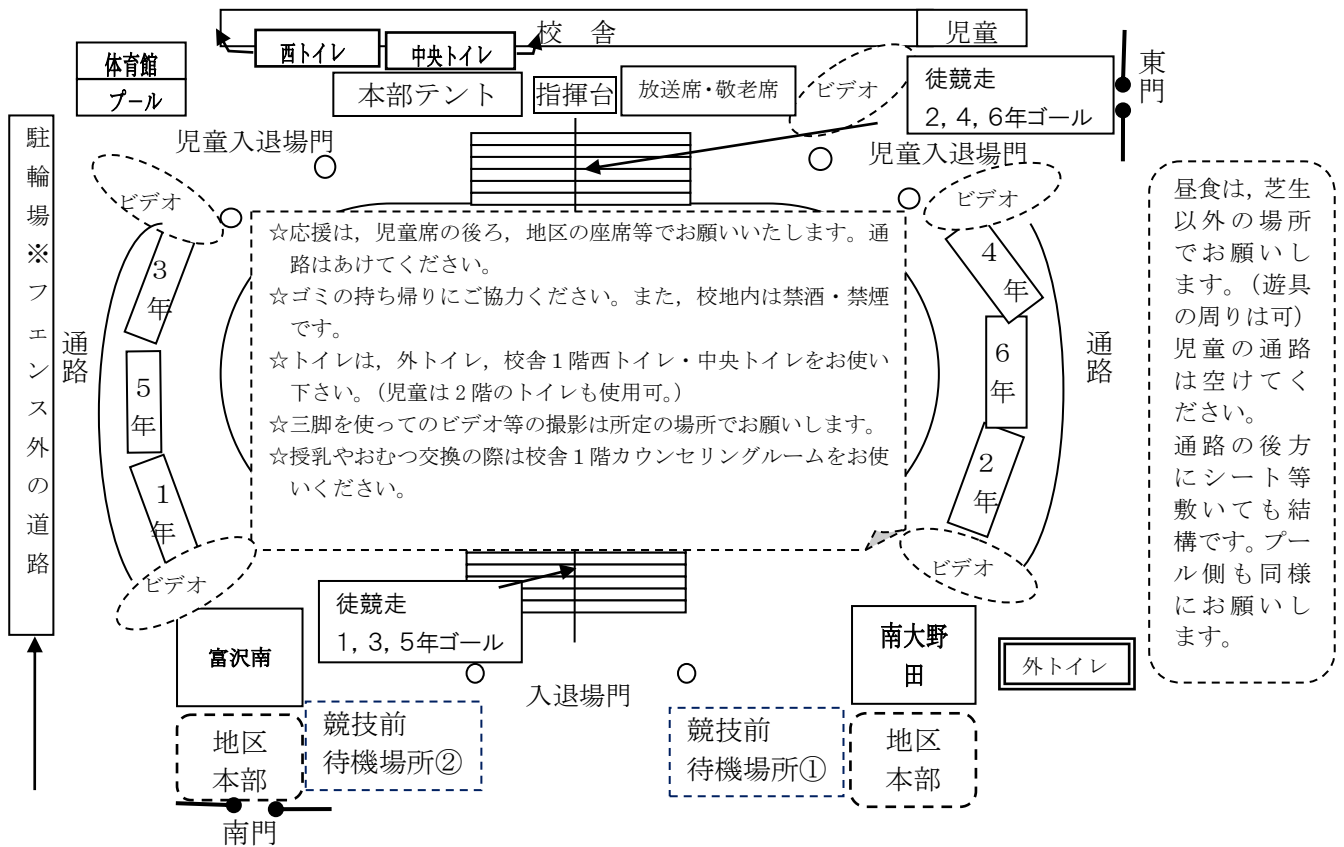 校　舎
児童
西トイレ
中央トイレ
体育館
プール
本部テント
指揮台
放送席・敬老席
ビデオ
徒競走
2, 4, 6年ゴール
東門
児童入退場門
児童入退場門
駐輪場※フェンス外の道路
ビデオ
ビデオ
通路
3年
5年
1年
☆応援は，児童席の後ろ，地区の座席等でお願いいたします。通
路はあけてください。
☆ゴミの持ち帰りにご協力ください。また，校地内は禁酒・禁煙
です。
☆トイレは，外トイレ，校舎１階西トイレ・中央トイレをお使い
下さい。（児童は２階のトイレも使用可。）
☆三脚を使ってのビデオ等の撮影は所定の場所でお願いします。
☆授乳やおむつ交換の際は校舎１階カウンセリングルームをお使
いください。
4年
6年
2年
通路
昼食は，芝生
以外の場所
でお願いし
ます。（遊具
の周りは可）
児童の通路
は空けてく
ださい。
通路の後方
にシート等
敷いても結
構です。プー
ル側も同様
にお願いし
ます。
ビデオ
ビデオ
徒競走
1, 3, 5年ゴール
富沢南
南大野
田
外トイレ
入退場門
地区
本部
競技前
待機場所②
競技前
待機場所①
地区
本部
南門